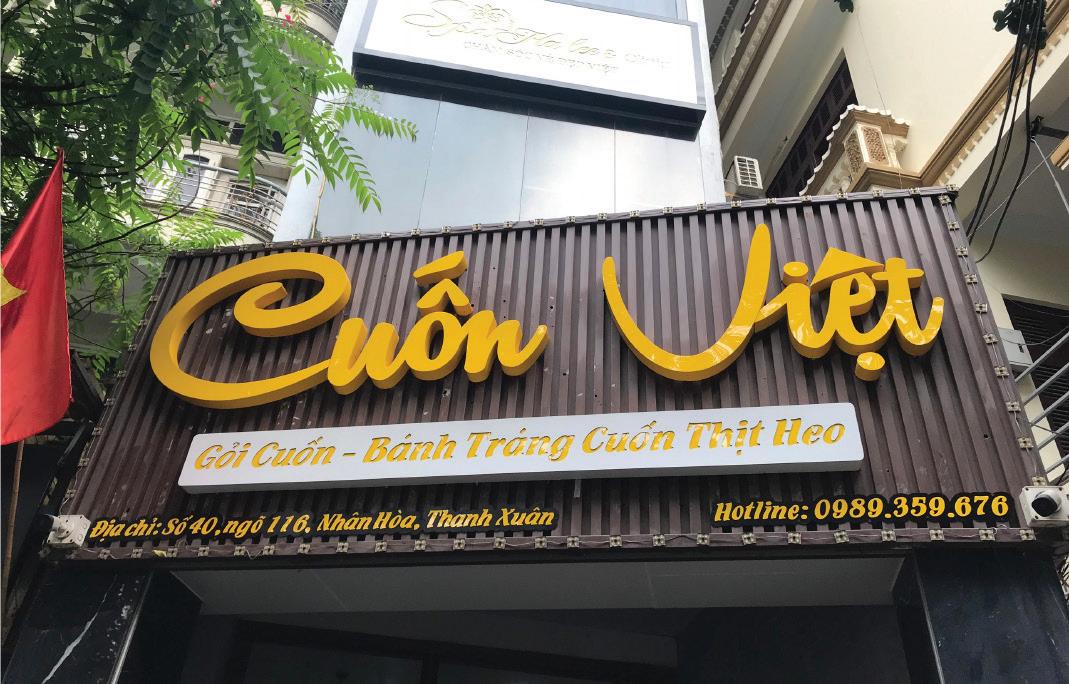 Spa
Cuốn Việt
Gỏi Cuốn - Bánh Tráng Cuốn Thịt Heo
Địa chỉ: Số 40, ngõ 116, Nhân Hòa, Thanh Xuân
Hotline: 0989.359.676